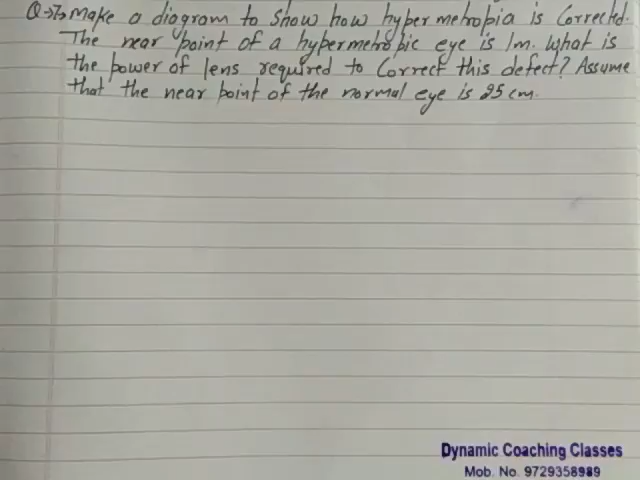 Q→7→ Make a diagram to show how hypermetropia is Corrected.
The near point of a hypermetropic eye is 1m. What is
the power of lens required to Correct this defect? Assume
that the near point of the normal eye is 25 cm.
Dynamic Coaching Classes
Mob. No. 9729358989